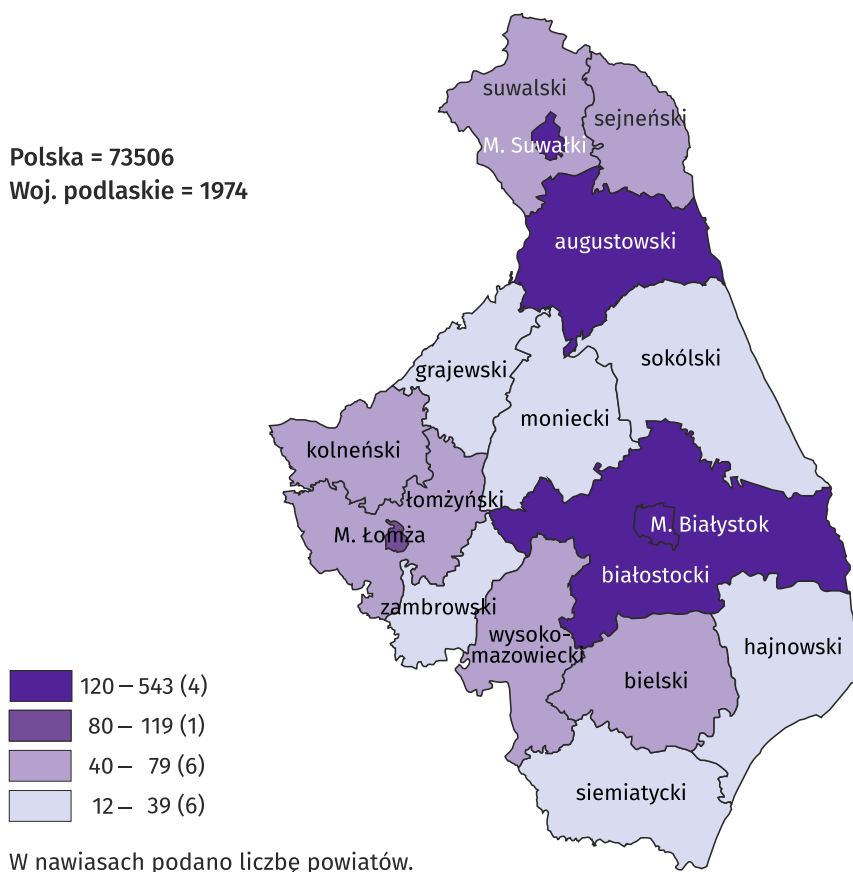 suwalski
sejneński
M. Suwałki
Polska = 73506
Woj. podlaskie = 1974
augustowski
sokólski
grajewski
moniecki
kolneński
łomżyński
M. Białystok
M. Łomża
białostocki
zambrowski
wysoko-
mazowiecki
hajnowski
bielski
120 – 543 (4)
80 – 119 (1)
40 – 79 (6)
12 – 39 (6)
siemiatycki
W nawiasach podano liczbę powiatów.